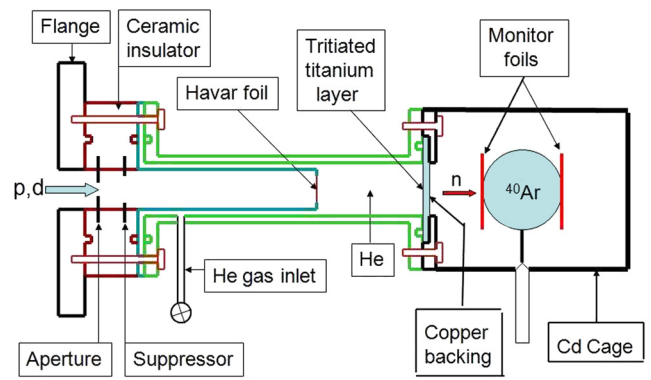 Flange
Ceramic
insulator
Havar foil
Tritiated
titanium
layer
Monitor
foils
p,d
n
⁴⁰Ar
He gas inlet
He
Aperture
Suppressor
Copper
backing
Cd Cage